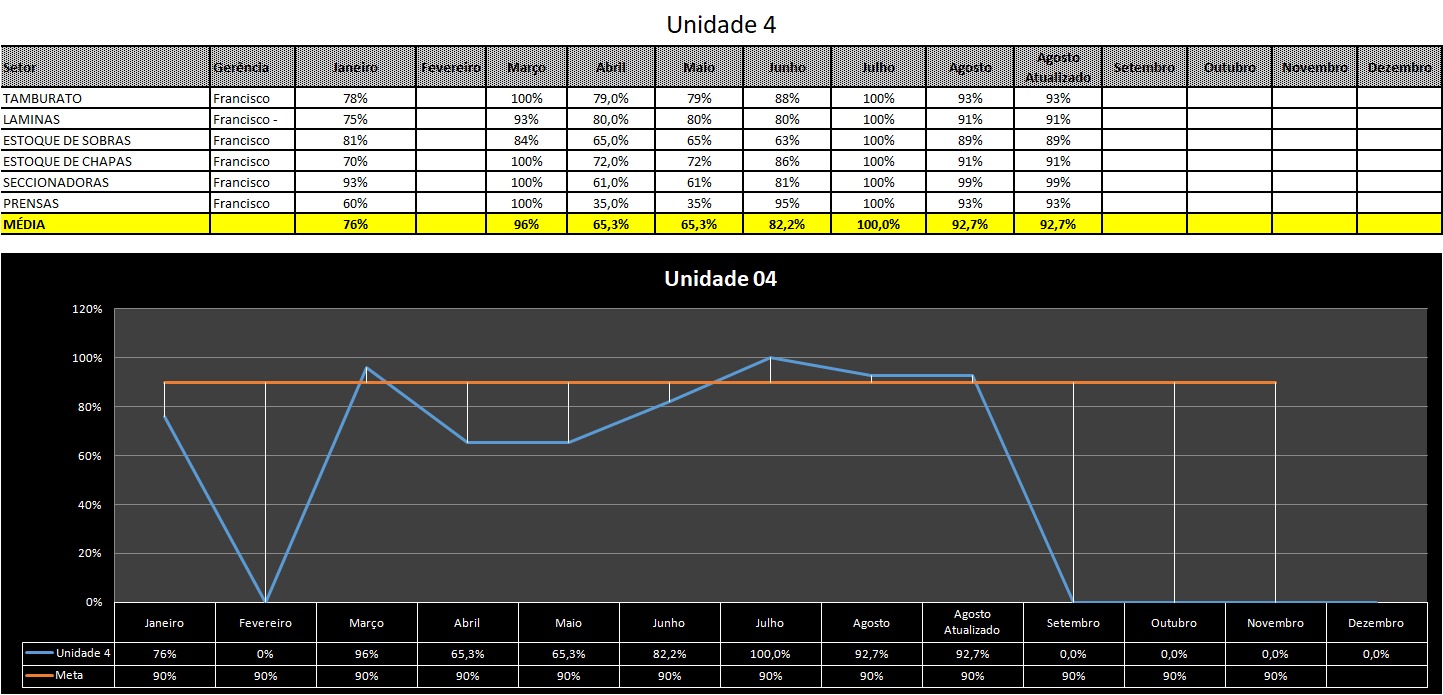 Unidade 4
Setor Gerência Janeiro Fevereiro Março Abril Maio Junho Julho Agosto Agosto Atualizado Setembro Outubro Novembro Dezembro
TAMBURATO Francisco 78% 100% 79,0% 79% 88% 100% 93% 93%
LAMINAS Francisco - 75% 93% 80,0% 80% 80% 100% 91% 91%
ESTOQUE DE SOBRAS Francisco 81% 84% 65,0% 65% 63% 100% 89% 89%
ESTOQUE DE CHAPAS Francisco 70% 100% 72,0% 72% 86% 100% 91% 91%
SECCIONADORAS Francisco 93% 100% 61,0% 61% 81% 100% 99% 99%
PRENSAS Francisco 60% 100% 35,0% 35% 95% 100% 93% 93%
MÉDIA 76% 96% 65,3% 65,3% 82,2% 100,0% 92,7% 92,7%
Unidade 04
120%
100%
80%
60%
40%
20%
0%
Janeiro Fevereiro Março Abril Maio Junho Julho Agosto Agosto Atualizado Setembro Outubro Novembro Dezembro
Unidade 4 76% 0% 96% 65,3% 65,3% 82,2% 100,0% 92,7% 92,7% 0,0% 0,0% 0,0% 0,0%
Meta 90% 90% 90% 90% 90% 90% 90% 90% 90% 90% 90% 90%